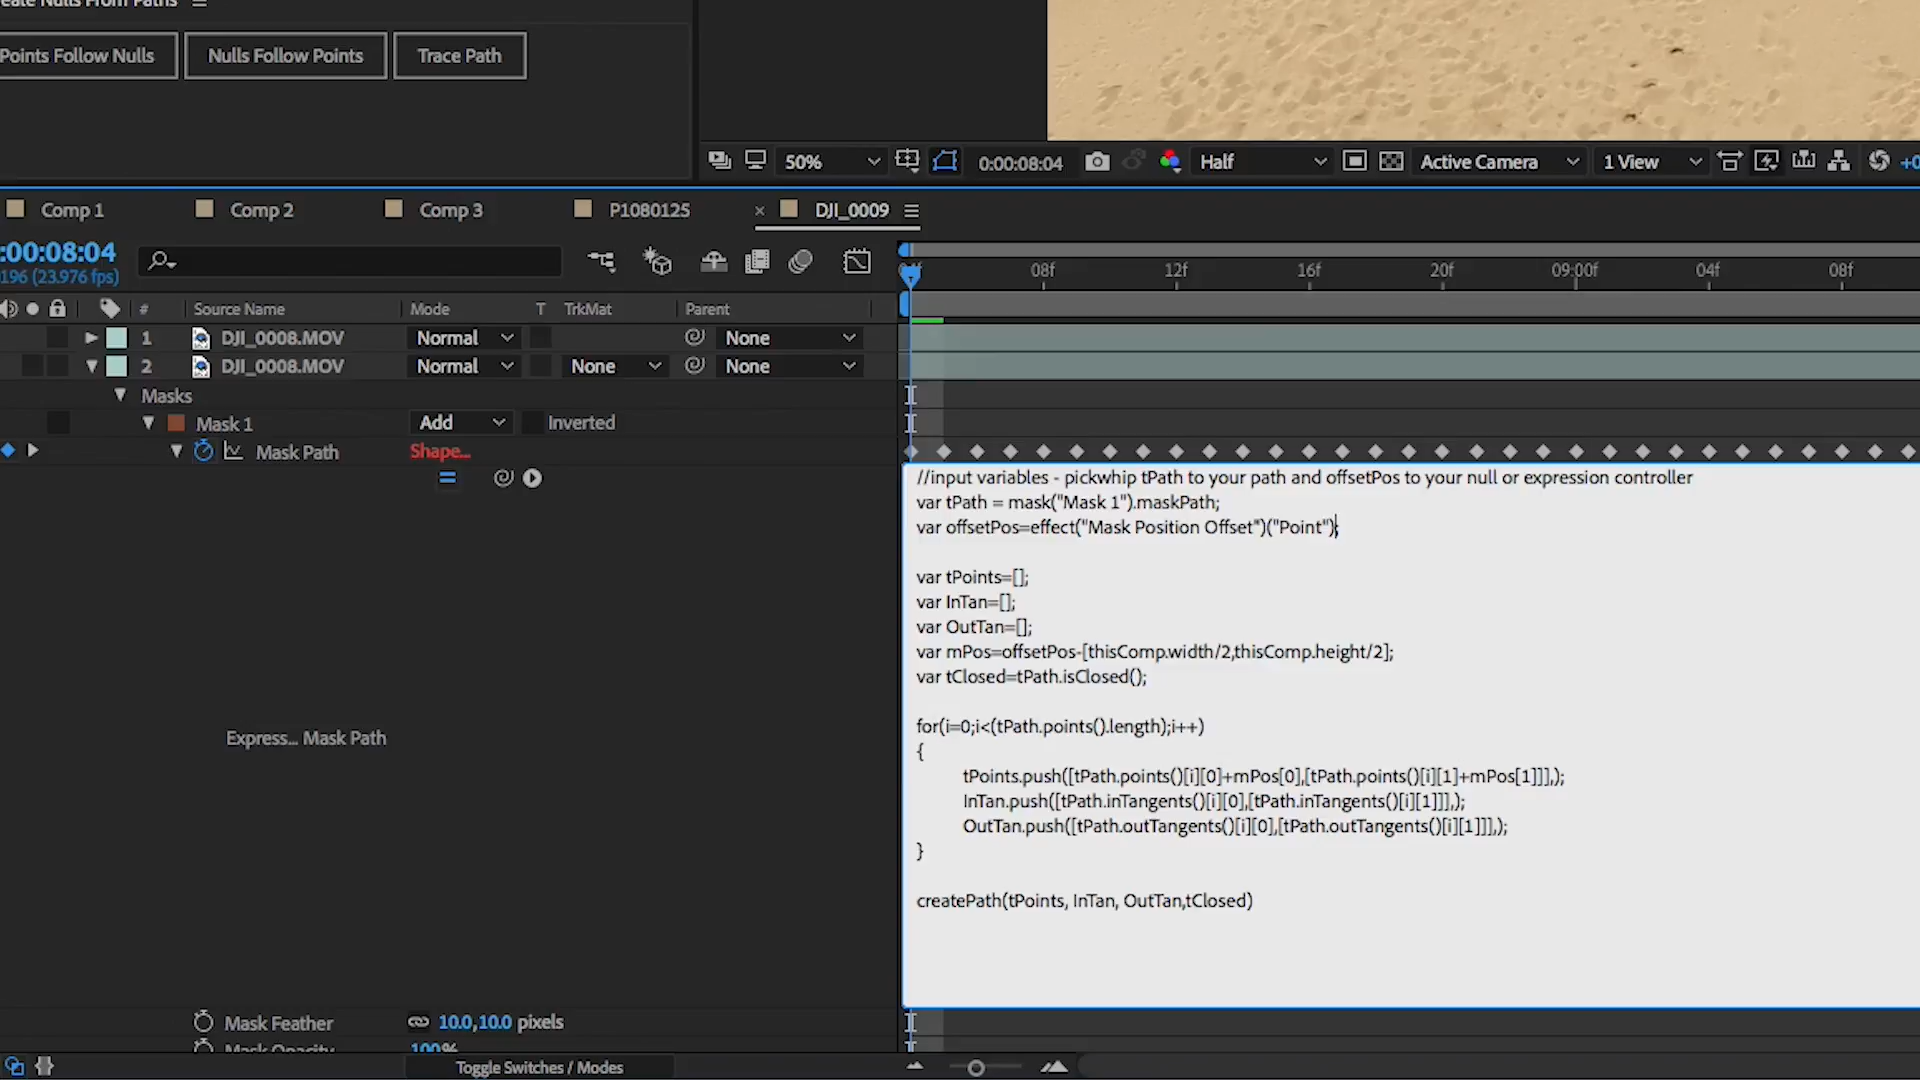 eate Nulls From Paths
Points Follow Nulls
Nulls Follow Points
Trace Path
50%
0:00:08:04
Half
Active Camera
1 View
+0
Comp 1
Comp 2
Comp 3
P1080125
× DJI_0009
:00:08:04
196 (23.976 fps)
08f
12f
16f
20f
09:00f
04f
08f
# Source Name Mode T TrkMat Parent
1 DJI_0008.MOV Normal None
2 DJI_0008.MOV Normal None None
Masks
Mask 1 Add Inverted
Mask Path Shape...
//input variables - pickwhip tPath to your path and offsetPos to your null or expression controller
var tPath = mask("Mask 1").maskPath;
var offsetPos=effect("Mask Position Offset")("Point");
var tPoints=[];
var InTan=[];
var OutTan=[];
var mPos=offsetPos-[thisComp.width/2,thisComp.height/2];
var tClosed=tPath.isClosed();
for(i=0;i<(tPath.points().length);i++)
Express... Mask Path
{
tPoints.push([tPath.points()[i][0]+mPos[0],[tPath.points()[i][1]+mPos[1]]],);
InTan.push([tPath.inTangents()[i][0],[tPath.inTangents()[i][1]]],);
OutTan.push([tPath.outTangents()[i][0],[tPath.outTangents()[i][1]]],);
}
createPath(tPoints, InTan, OutTan,tClosed)
Mask Feather 10.0,10.0 pixels
Mask Opacity 100%
Toggle Switches / Modes